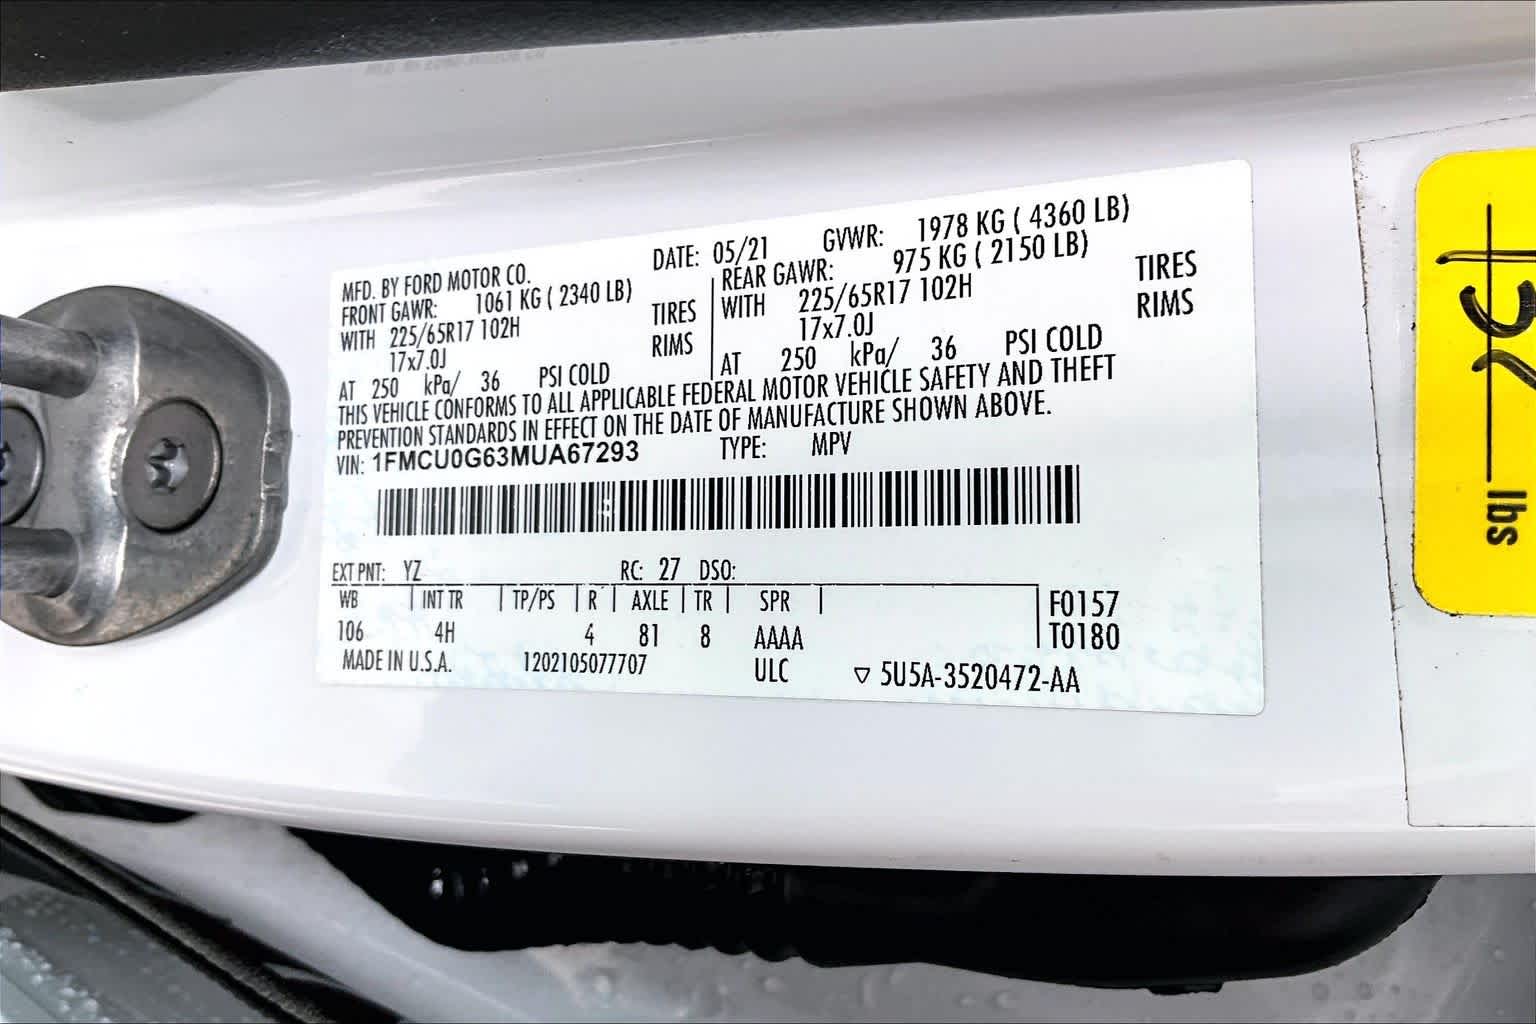 MFD. BY FORD MOTOR CO. DATE: 05/21 GVWR: 1978 KG ( 4360 LB)
FRONT GAWR: 1061 KG ( 2340 LB) REAR GAWR: 975 KG ( 2150 LB)
WITH 225/65R17 102H TIRES WITH 225/65R17 102H TIRES
17x7.0J RIMS 17x7.0J RIMS
AT 250 kPa/ 36 PSI COLD AT 250 kPa/ 36 PSI COLD
THIS VEHICLE CONFORMS TO ALL APPLICABLE FEDERAL MOTOR VEHICLE SAFETY AND THEFT
PREVENTION STANDARDS IN EFFECT ON THE DATE OF MANUFACTURE SHOWN ABOVE.
VIN: 1FMCU0G63MUA67293 TYPE: MPV
EXT PNT: YZ RC: 27 DSO:
WB INT TR TP/PS R AXLE TR SPR F0157
106 4H 4 81 8 AAAA T0180
MADE IN U.S.A. 1202105077707 ULC ▽ 5U5A-3520472-AA
lbs